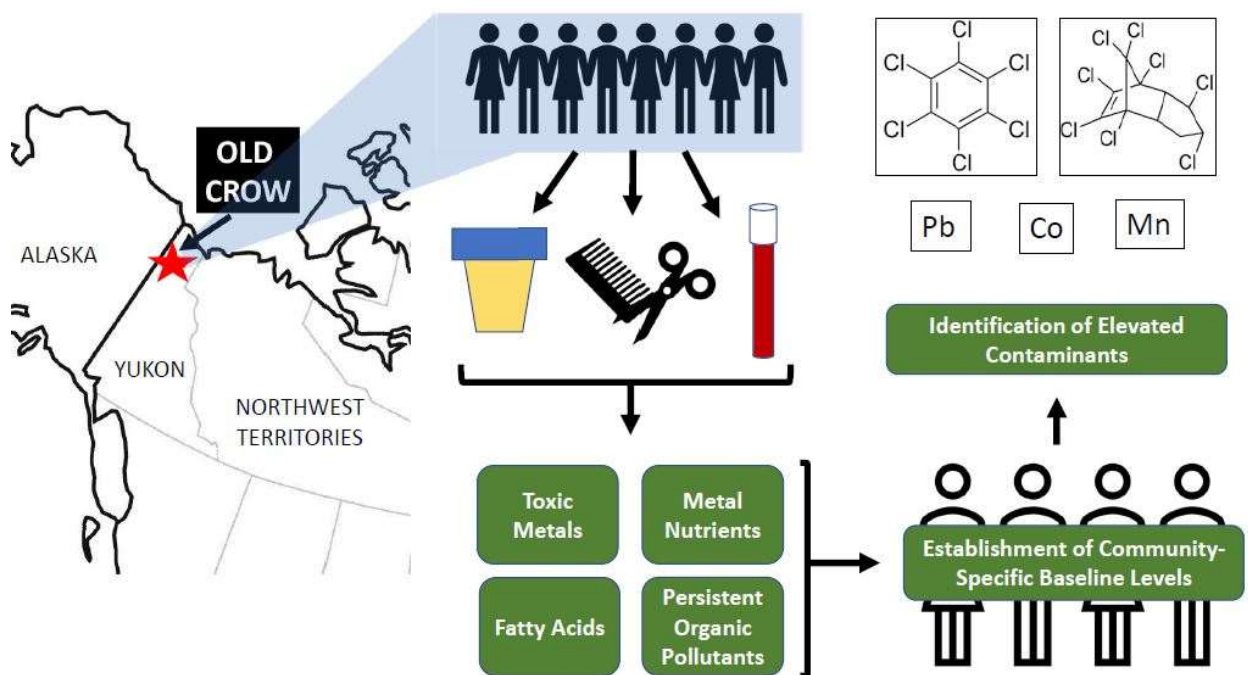 OLD
CROW
ALASKA
YUKON
NORTHWEST
TERRITORIES
Toxic
Metals
Metal
Nutrients
Fatty Acids
Persistent
Organic
Pollutants
Cl
Cl
Cl
Cl
Cl
Cl
Cl
Cl
Cl
Cl
Cl
Cl
Cl
Pb
Co
Mn
Identification of Elevated
Contaminants
Establishment of Community-
Specific Baseline Levels